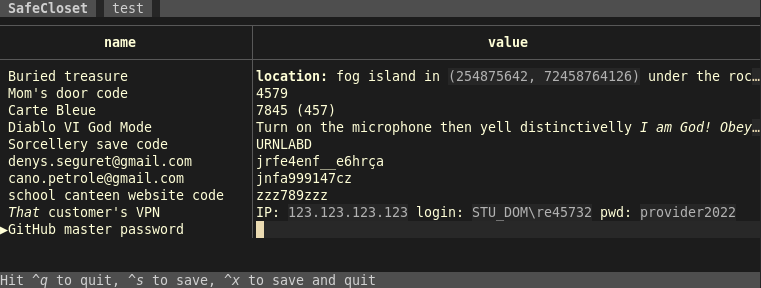 SafeCloset test
name value
Buried treasure location: fog island in (254875642, 72458764126) under the roc…
Mom's door code 4579
Carte Bleue 7845 (457)
Diablo VI God Mode Turn on the microphone then yell distinctivelly I am God! Obey…
Sorcellery save code URNLABD
denys.seguret@gmail.com jrfe4enf__e6hrça
cano.petrole@gmail.com jnfa999147cz
school canteen website code zzz789zzz
That customer's VPN IP: 123.123.123.123 login: STU_DOM\re45732 pwd: provider2022
▶GitHub master password
Hit ^q to quit, ^s to save, ^x to save and quit